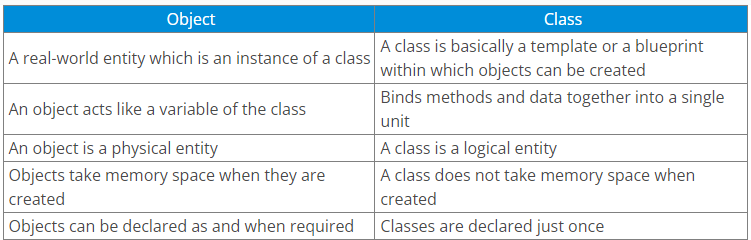 Object Class
A real-world entity which is an instance of a class
A class is basically a template or a blueprint
within which objects can be created
An object acts like a variable of the class
Binds methods and data together into a single
unit
An object is a physical entity
A class is a logical entity
Objects take memory space when they are
created
A class does not take memory space when
created
Objects can be declared as and when required
Classes are declared just once